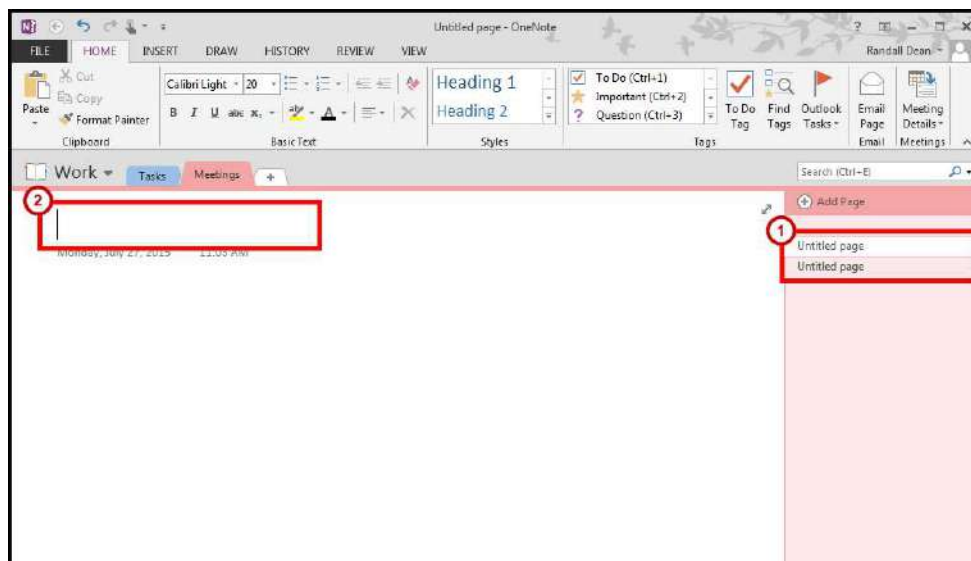 Untitled page - OneNote
?
FILE HOME INSERT DRAW HISTORY REVIEW VIEW Randall Dean
Paste
Cut
Copy
Format Painter
Clipboard
Calibri Light 20
B I U abc x
A
Basic Text
Heading 1
Heading 2
Styles
To Do (Ctrl+1)
Important (Ctrl+2)
? Question (Ctrl+3)
To Do Tag
Find Tags
Tags
Outlook Tasks
Email Page
Email
Meeting Details
Meetings
Work Tasks Meetings +
Search (Ctrl+E)
2
Monday, July 27, 2015 11:05 AM
+ Add Page
1
Untitled page
Untitled page